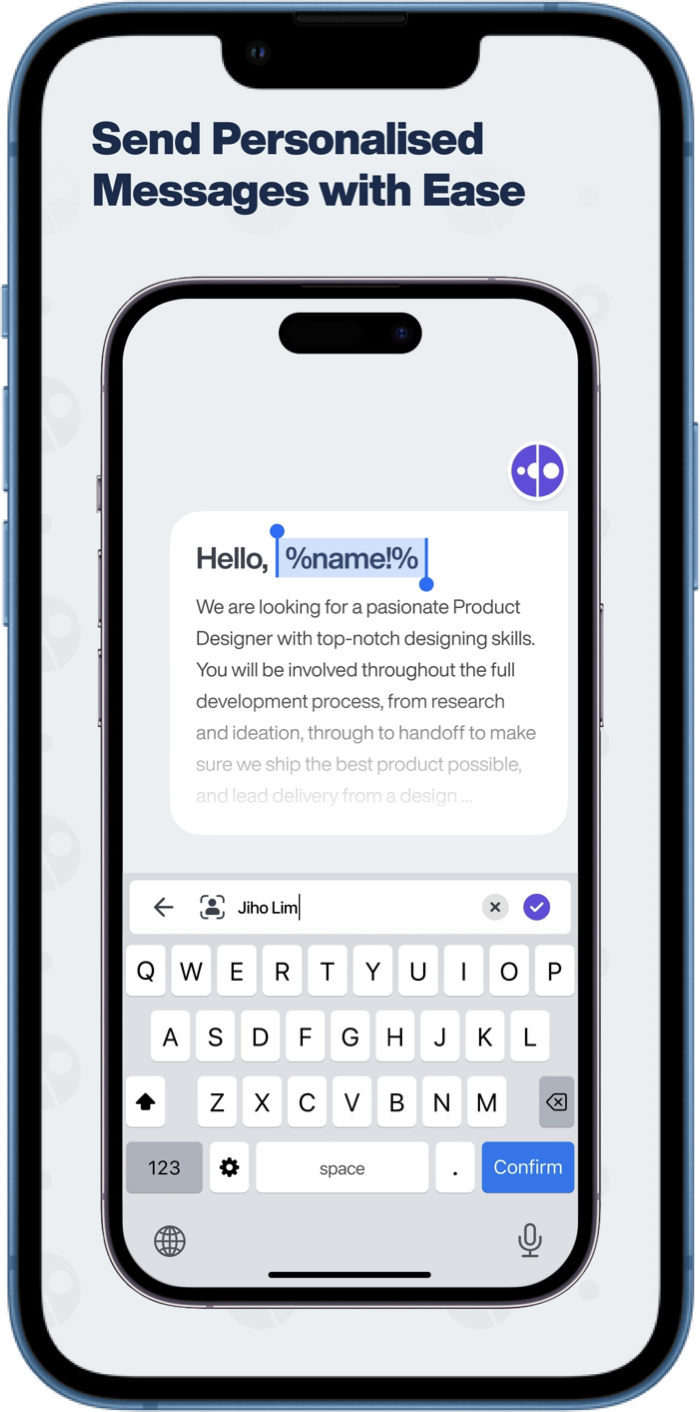 Send Personalised
Messages with Ease
Hello, %name!%
We are looking for a pasionate Product
Designer with top-notch designing skills.
You will be involved throughout the full
development process, from research
and ideation, through to handoff to make
sure we ship the best product possible,
and lead delivery from a design ...
Jiho Lim
Q W E R T Y U I O P
A S D F G H J K L
Z X C V B N M
123 space . Confirm